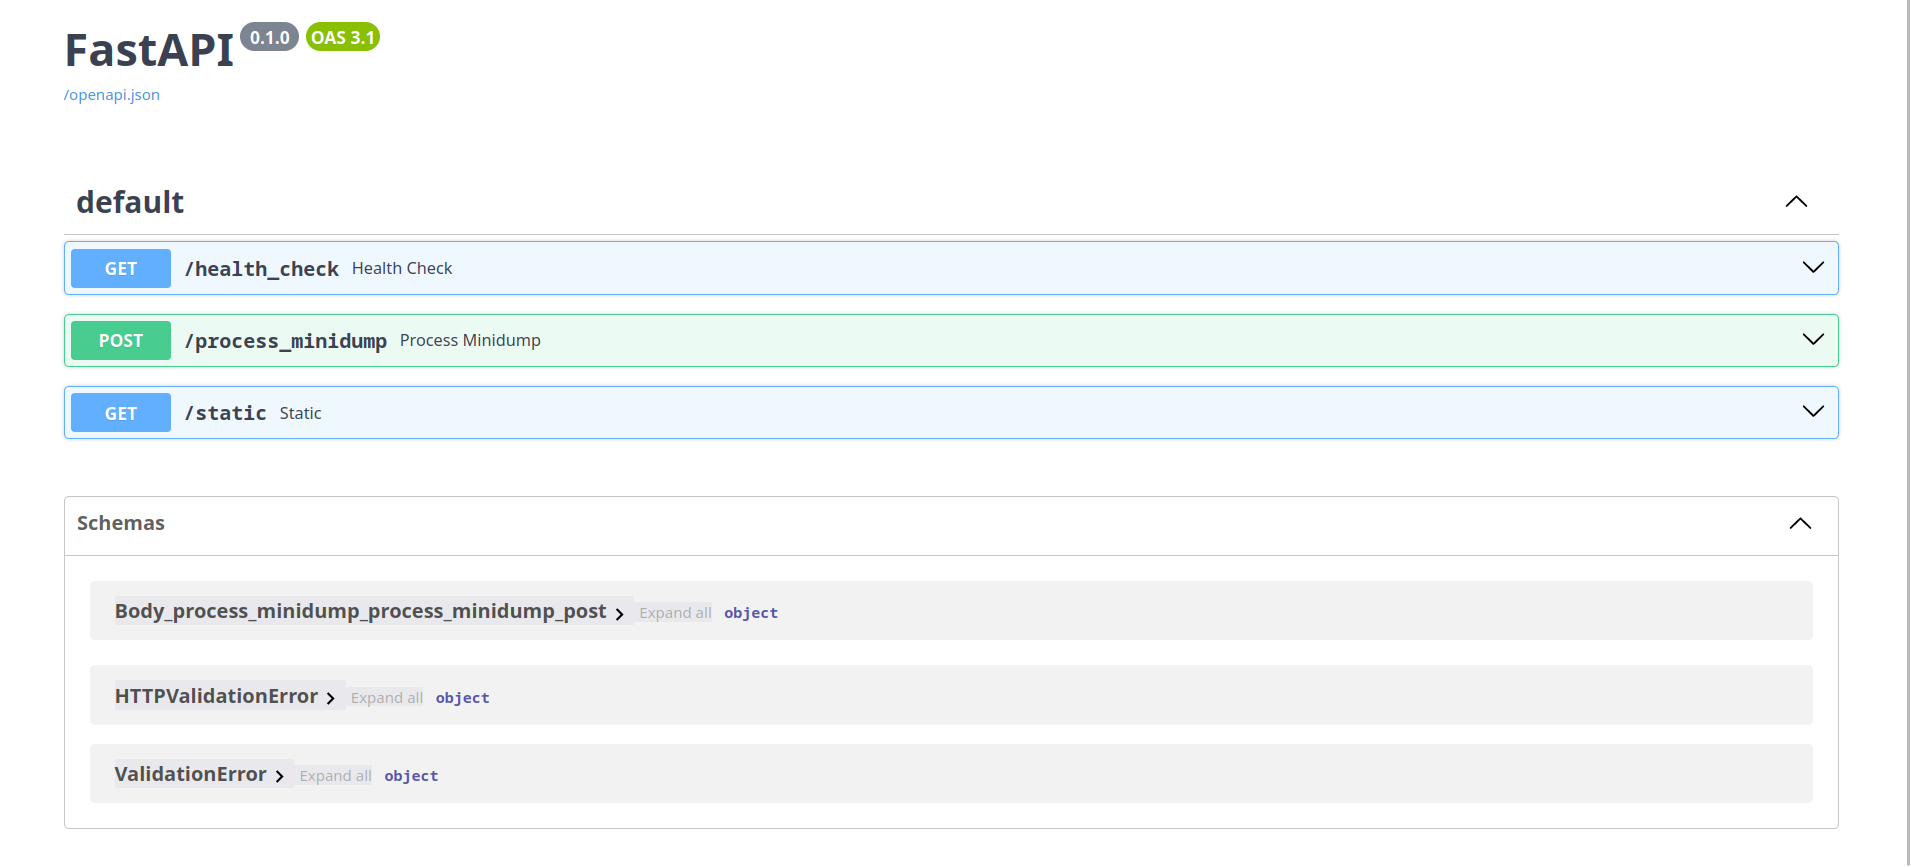 FastAPI 0.1.0 OAS 3.1
/openapi.json
default
GET /health_check Health Check
POST /process_minidump Process Minidump
GET /static Static
Schemas
Body_process_minidump_process_minidump_post Expand all object
HTTPValidationError Expand all object
ValidationError Expand all object